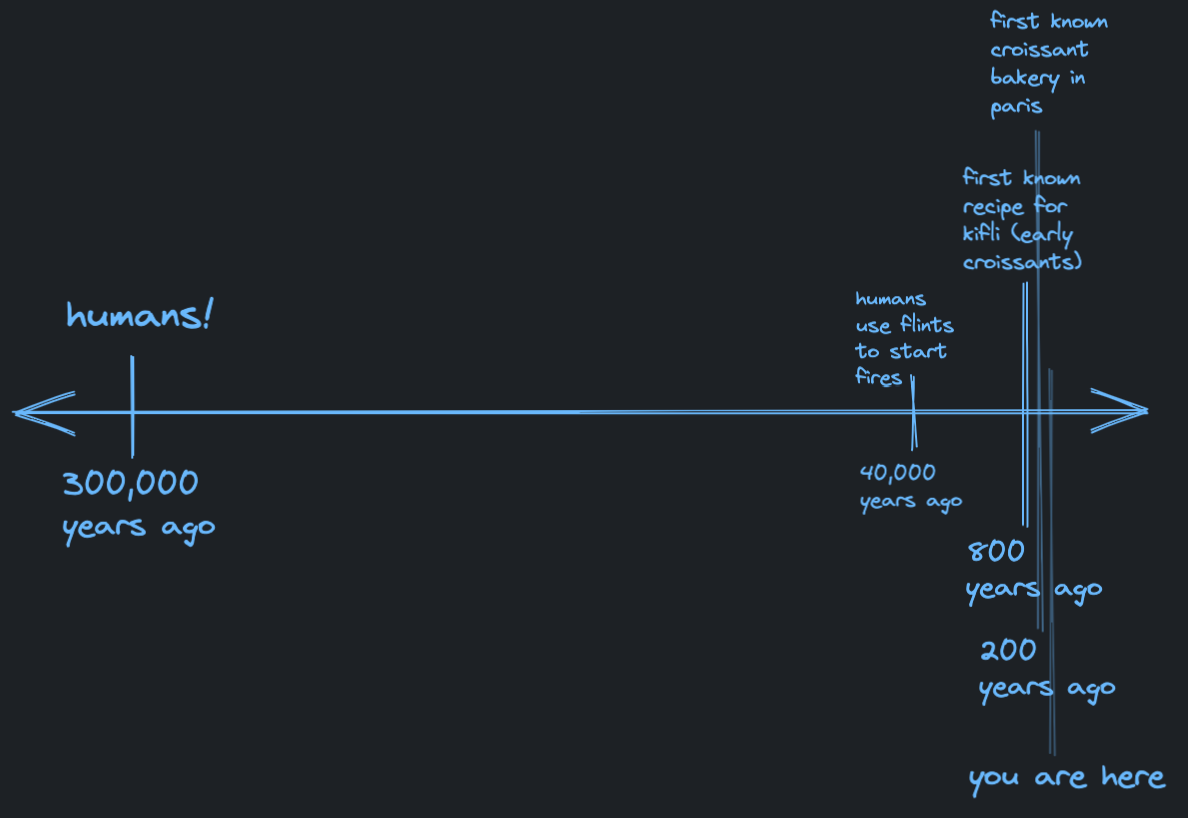 first known
croissant
bakery in
paris
first known
recipe for
kifli (early
croissants)
humans!
humans
use flints
to start
fires
300,000
years ago
40,000
years ago
800
years ago
200
years ago
you are here